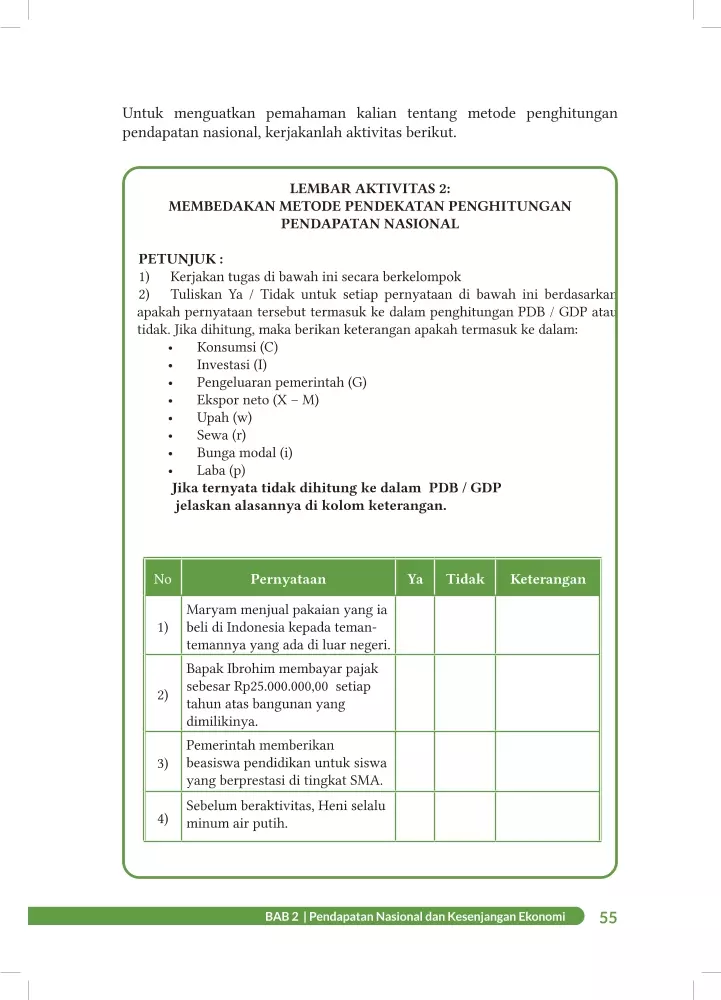 Untuk menguatkan pemahaman kalian tentang metode penghitungan
pendapatan nasional, kerjakanlah aktivitas berikut.
LEMBAR AKTIVITAS 2:
MEMBEDAKAN METODE PENDEKATAN PENGHITUNGAN
PENDAPATAN NASIONAL
PETUNJUK :
1) Kerjakan tugas di bawah ini secara berkelompok
2) Tuliskan Ya / Tidak untuk setiap pernyataan di bawah ini berdasarkan
apakah pernyataan tersebut termasuk ke dalam penghitungan PDB / GDP atau
tidak. Jika dihitung, maka berikan keterangan apakah termasuk ke dalam:
• Konsumsi (C)
• Investasi (I)
• Pengeluaran pemerintah (G)
• Ekspor neto (X – M)
• Upah (w)
• Sewa (r)
• Bunga modal (i)
• Laba (p)
Jika ternyata tidak dihitung ke dalam PDB / GDP
jelaskan alasannya di kolom keterangan.
No Pernyataan Ya Tidak Keterangan
1)
Maryam menjual pakaian yang ia
beli di Indonesia kepada teman-
temannya yang ada di luar negeri.
2)
Bapak Ibrohim membayar pajak
sebesar Rp25.000.000,00 setiap
tahun atas bangunan yang
dimilikinya.
3)
Pemerintah memberikan
beasiswa pendidikan untuk siswa
yang berprestasi di tingkat SMA.
4)
Sebelum beraktivitas, Heni selalu
minum air putih.
BAB 2 | Pendapatan Nasional dan Kesenjangan Ekonomi 55